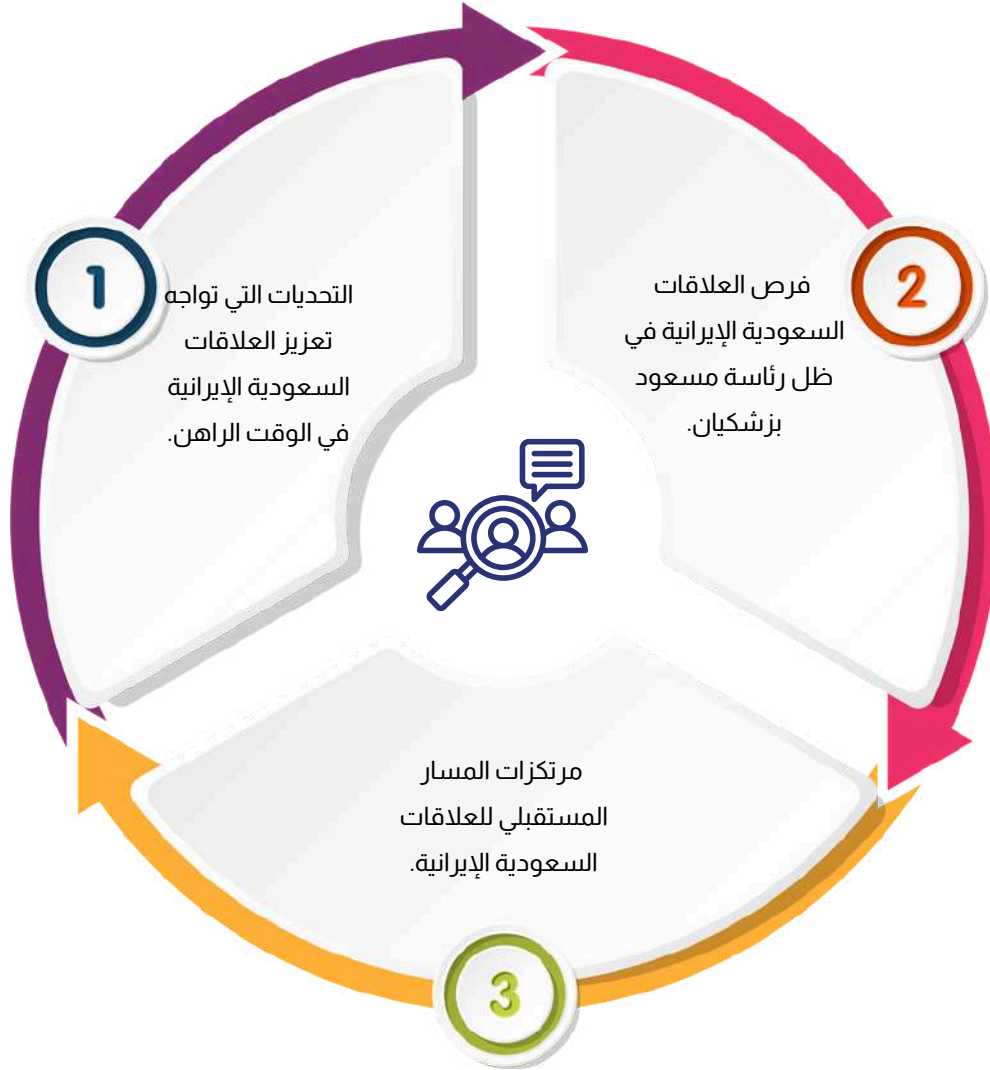 1
التحديات التي تواجه
تعزيز العلاقات
السعودية الإيرانية
في الوقت الراهن.
2
فرص العلاقات
السعودية الإيرانية في
ظل رئاسة مسعود
بزشكيان.
مرتكزات المسار
المستقبلي للعلاقات
السعودية الإيرانية.
3